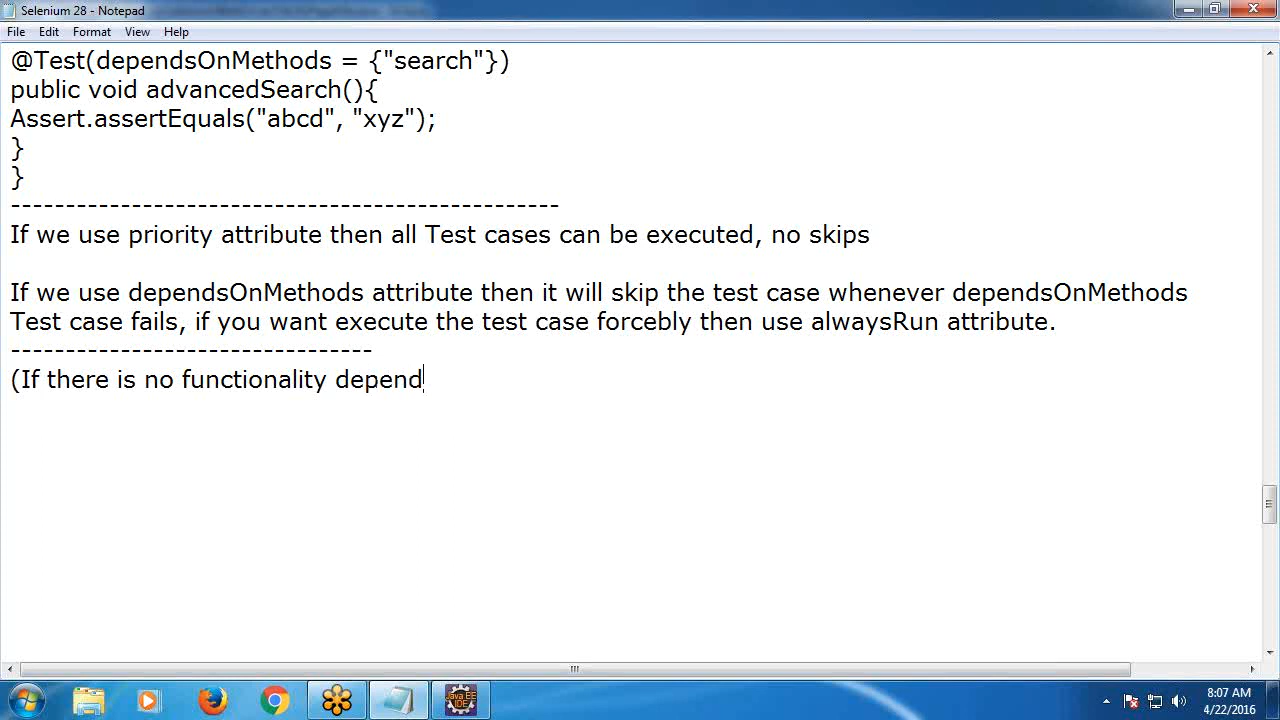 Selenium 28 - Notepad
File Edit Format View Help
@Test(dependsOnMethods = {"search"})
public void advancedSearch(){
Assert.assertEquals("abcd", "xyz");
}
}
--------------------------------------------------
If we use priority attribute then all Test cases can be executed, no skips
If we use dependsOnMethods attribute then it will skip the test case whenever dependsOnMethods
Test case fails, if you want execute the test case forcebly then use alwaysRun attribute.
---------------------------------
(If there is no functionality depend
Java EE
IDE
8:07 AM
4/22/2016